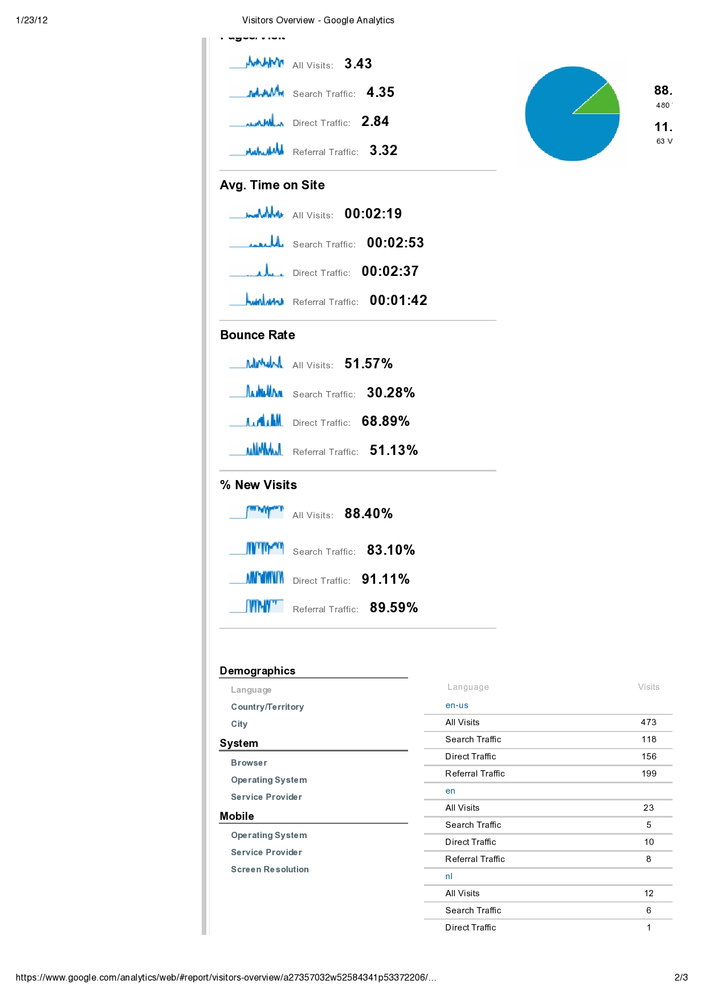 1/23/12 Visitors Overview - Google Analytics
Pages/Visit
All Visits: 3.43
Search Traffic: 4.35
Direct Traffic: 2.84
Referral Traffic: 3.32
88.
480
11.
63 V
Avg. Time on Site
All Visits: 00:02:19
Search Traffic: 00:02:53
Direct Traffic: 00:02:37
Referral Traffic: 00:01:42
Bounce Rate
All Visits: 51.57%
Search Traffic: 30.28%
Direct Traffic: 68.89%
Referral Traffic: 51.13%
% New Visits
All Visits: 88.40%
Search Traffic: 83.10%
Direct Traffic: 91.11%
Referral Traffic: 89.59%
Demographics
Language
Country/Territory
City
System
Browser
Operating System
Service Provider
Mobile
Operating System
Service Provider
Screen Resolution
Language Visits
en-us
All Visits 473
Search Traffic 118
Direct Traffic 156
Referral Traffic 199
en
All Visits 23
Search Traffic 5
Direct Traffic 10
Referral Traffic 8
nl
All Visits 12
Search Traffic 6
Direct Traffic 1
https://www.google.com/analytics/web/#report/visitors-overview/a27357032w52584341p53372206/… 2/3